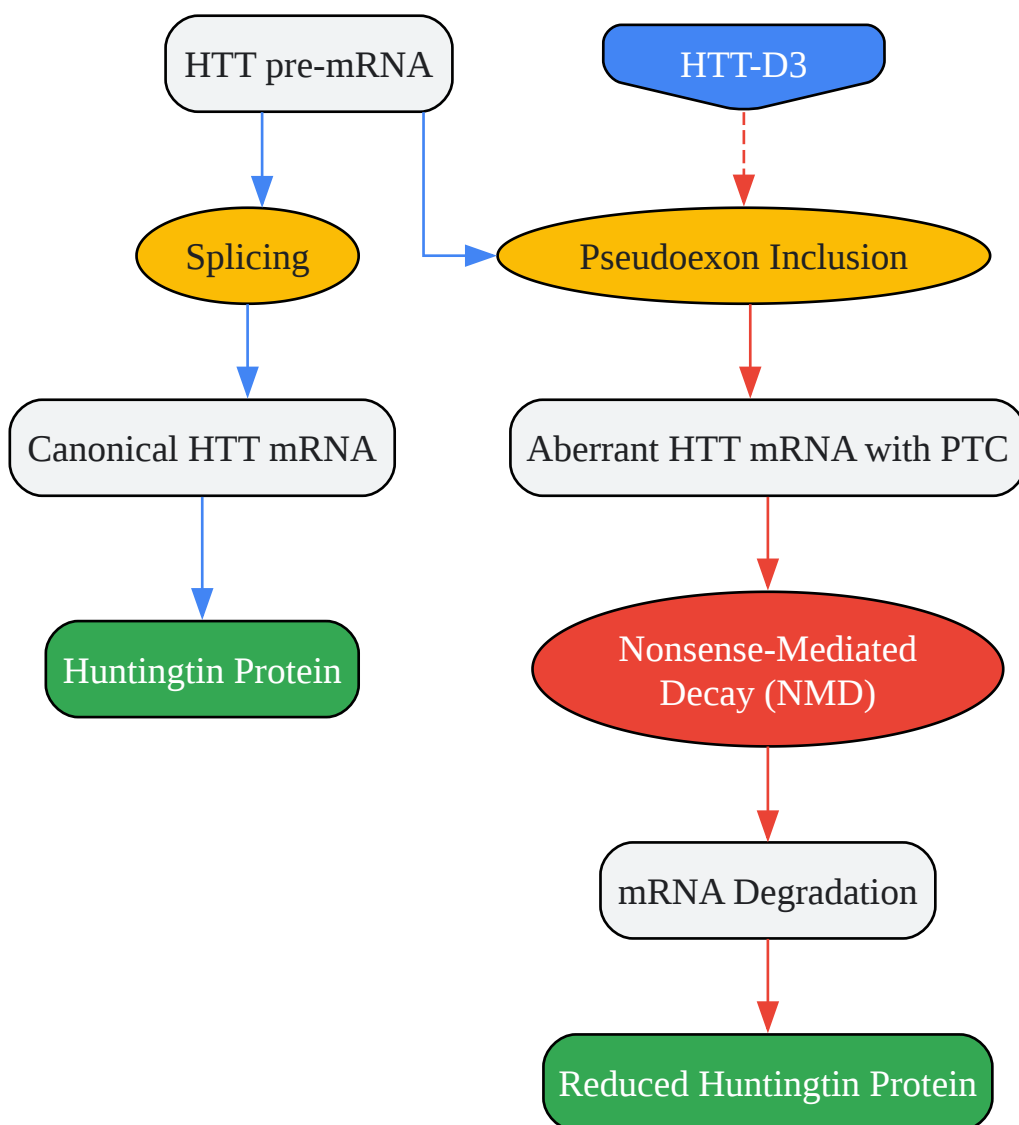 HTT pre-mRNA
HTT-D3
Splicing
Pseudoexon Inclusion
Canonical HTT mRNA
Aberrant HTT mRNA with PTC
Huntingtin Protein
Nonsense-Mediated
Decay (NMD)
mRNA Degradation
Reduced Huntingtin Protein